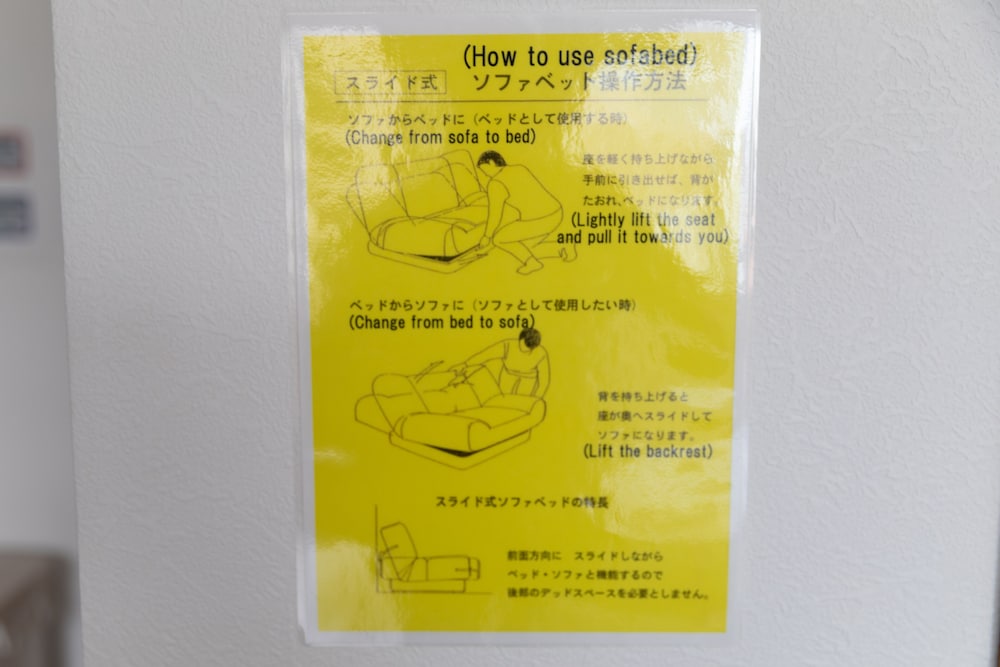 (How to use sofabed)
スライド式 ソファベット操作方法
ソファからベッドに(ベッドとして使用する時)
(Change from sofa to bed)
座を軽く持ち上げながら
手前に引き出せば、背が
たおれ、ベッドになります。
(Lightly lift the seat
and pull it towards you)
ベッドからソファに(ソファとして使用したい時)
(Change from bed to sofa)
背を持ち上げると
座が奥へスライドして
ソファになります。
(Lift the backrest)
スライド式ソファベッドの特長
前面方向に スライドしながら
ベッド・ソファと機能するので
後部のデッドスペースを必要としません。